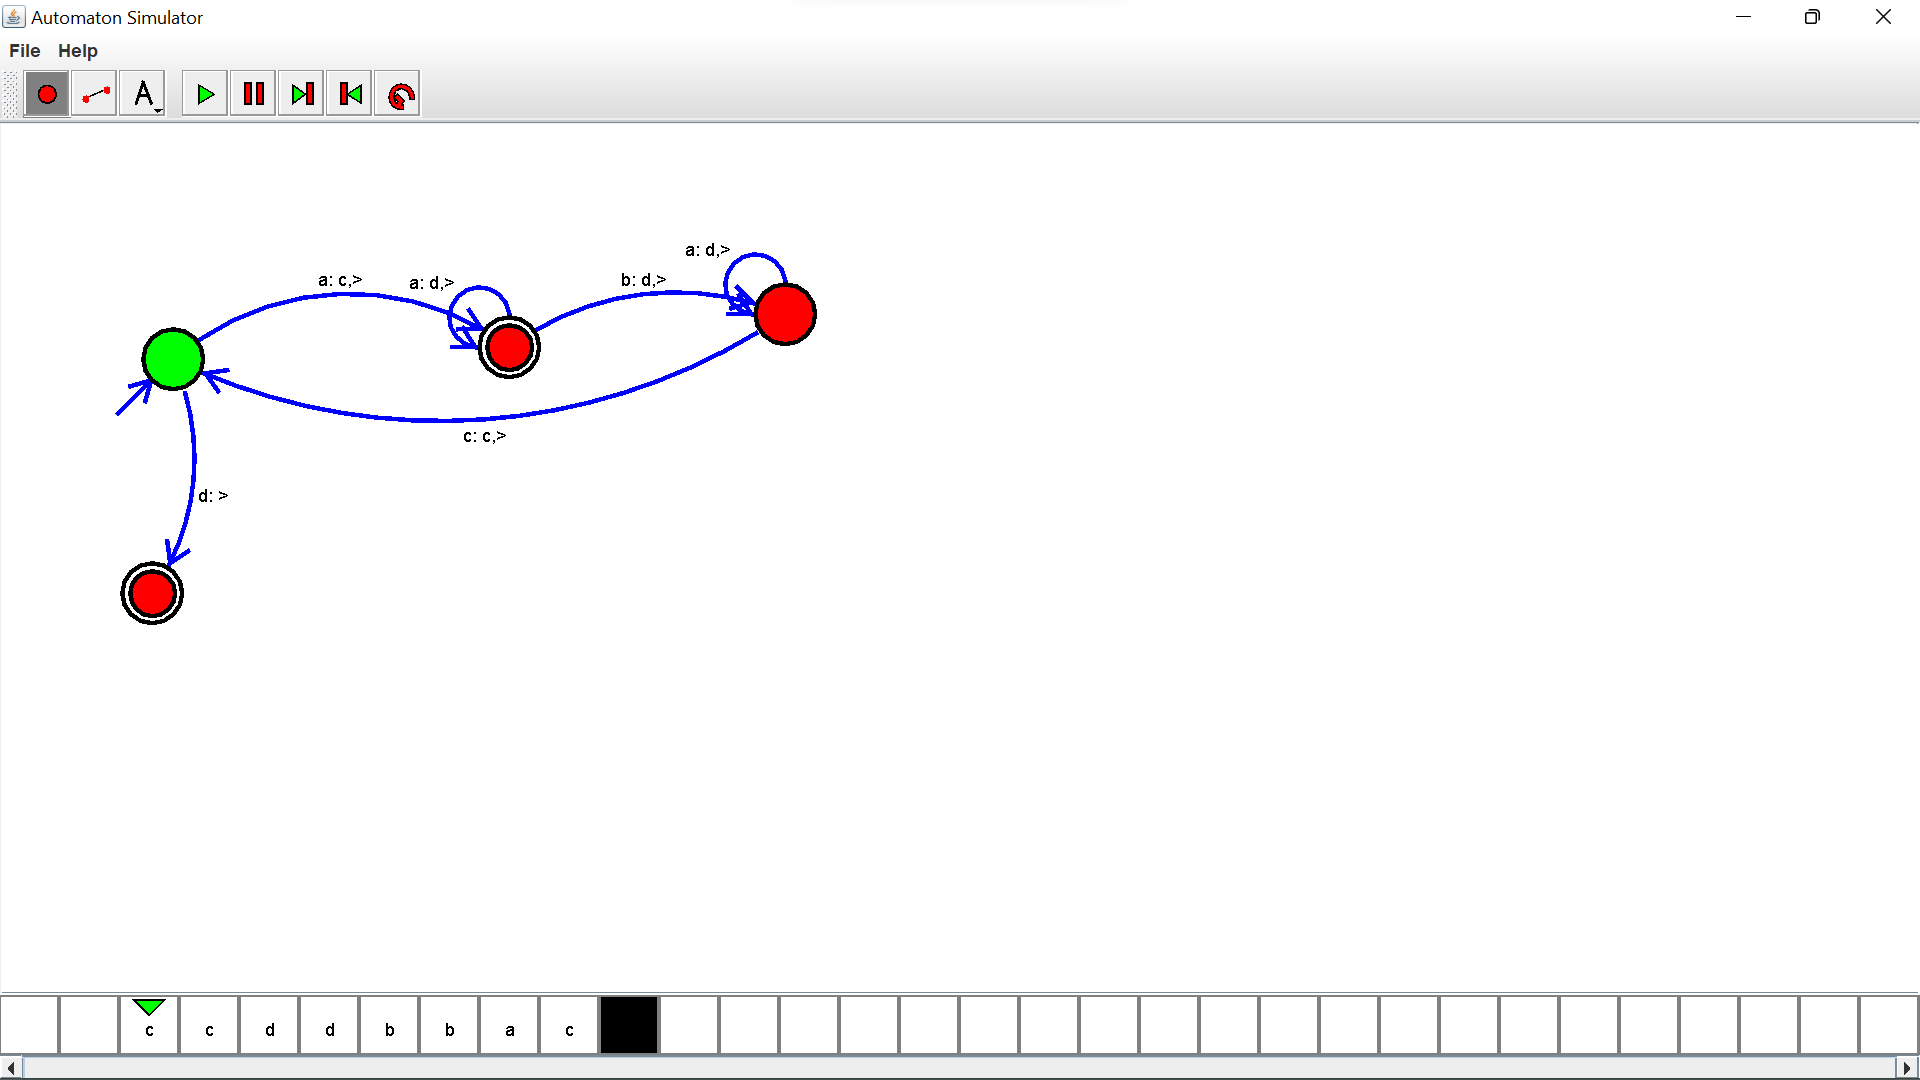 Automaton Simulator
File Help
A
a: d,>
a: c,> a: d,> b: d,>
c: c,>
d: >
c c d d b b a c